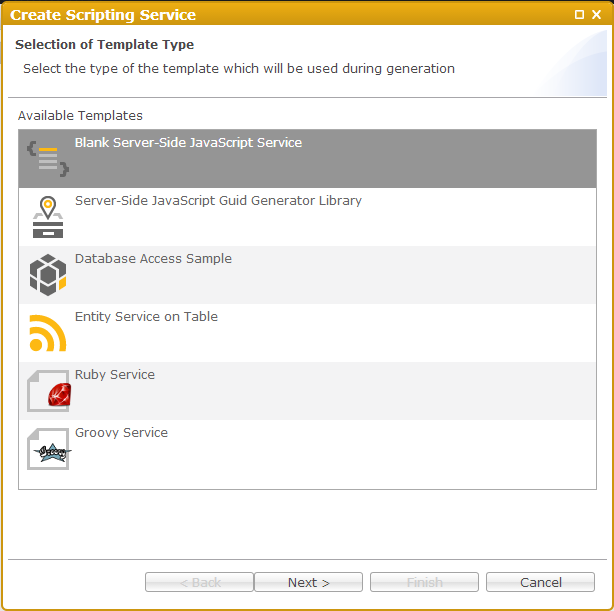 Create Scripting Service
Selection of Template Type
Select the type of the template which will be used during generation
Available Templates
Blank Server-Side JavaScript Service
Server-Side JavaScript Guid Generator Library
Database Access Sample
Entity Service on Table
Ruby Service
Groovy Service
< Back Next > Finish Cancel